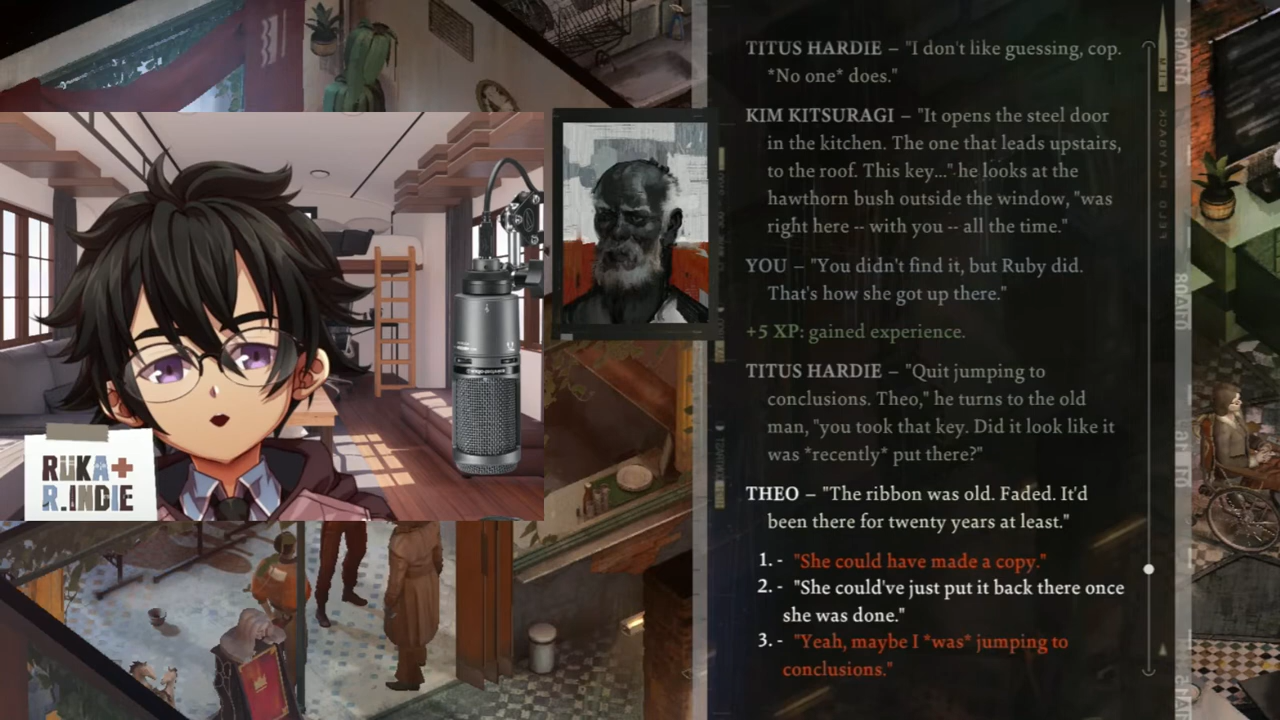 TITUS HARDIE – "I don't like guessing, cop.
*No one* does."
KIM KITSURAGI – "It opens the steel door
in the kitchen. The one that leads upstairs,
to the roof. This key..." he looks at the
hawthorn bush outside the window, "was
right here -- with you -- all the time."
YOU – "You didn't find it, but Ruby did.
That's how she got up there."
+5 XP: gained experience.
TITUS HARDIE – "Quit jumping to
conclusions. Theo," he turns to the old
man, "you took that key. Did it look like it
was *recently* put there?"
THEO – "The ribbon was old. Faded. It'd
been there for twenty years at least."
1. - "She could have made a copy."
2. - "She could've just put it back there once
she was done."
3. - "Yeah, maybe I *was* jumping to
conclusions."
RUKA+
R.INDIE